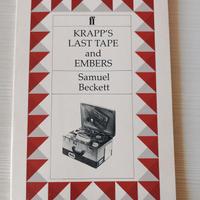 ff
KRAPP'S
LAST TAPE
and
EMBERS
Samuel
Beckett